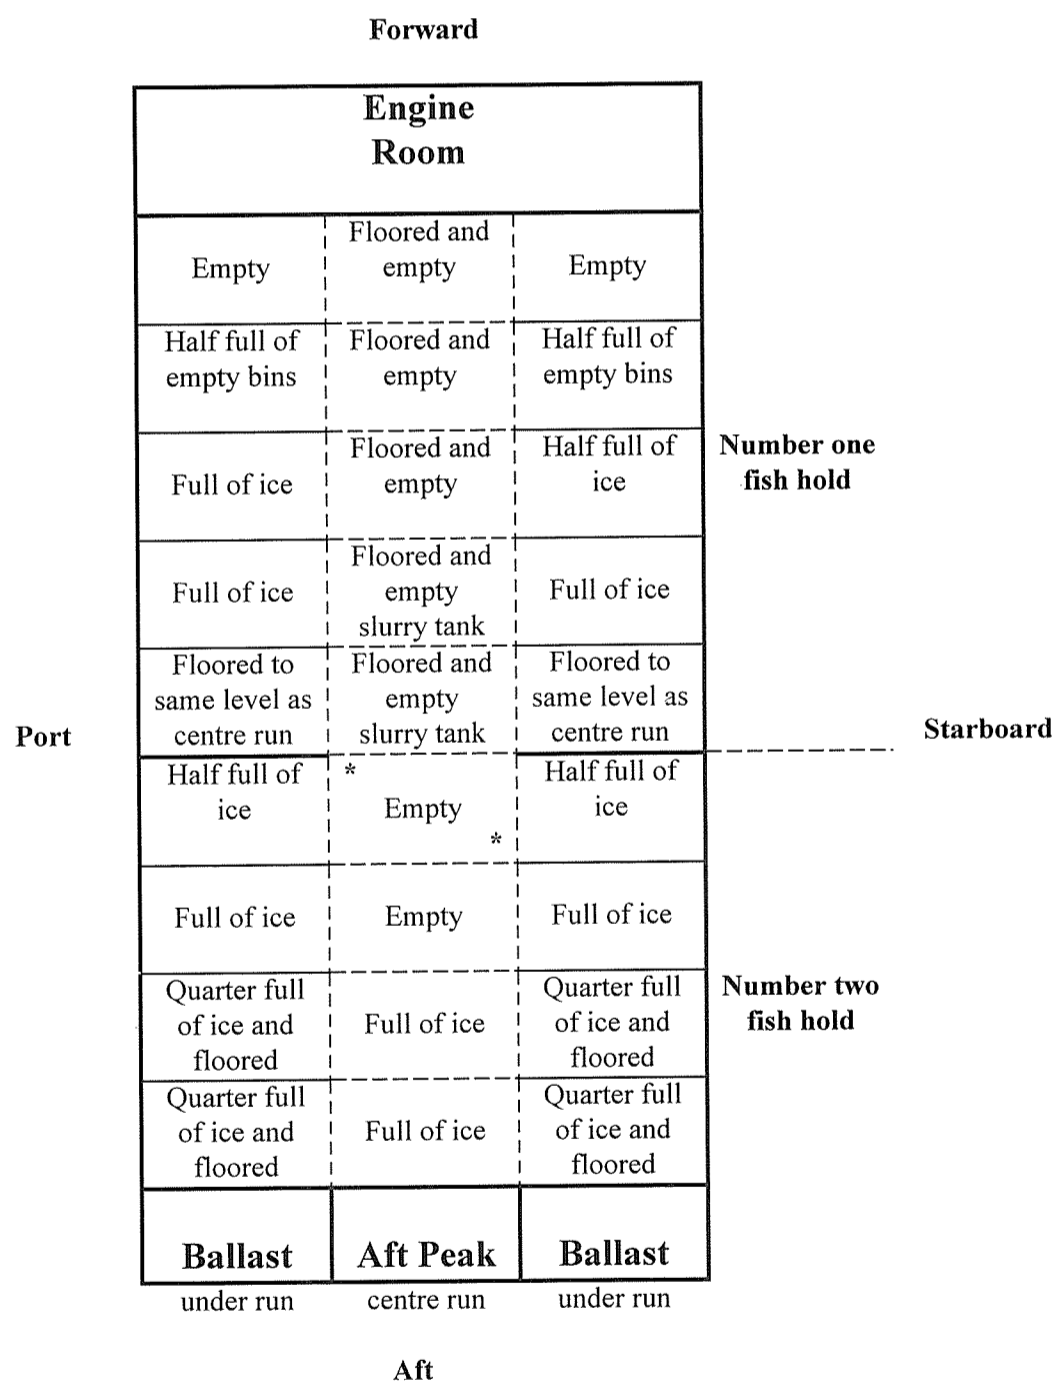 Forward
Engine
Room
Empty
Floored and
empty
Empty
Half full of
empty bins
Floored and
empty
Half full of
empty bins
Full of ice
Floored and
empty
Half full of
ice
Number one
fish hold
Full of ice
Floored and
empty
slurry tank
Full of ice
Floored to
same level as
centre run
Floored and
empty
slurry tank
Floored to
same level as
centre run
Port
Starboard
Half full of
ice
*
Empty
*
Half full of
ice
Full of ice
Empty
Full of ice
Quarter full
of ice and
floored
Full of ice
Quarter full
of ice and
floored
Number two
fish hold
Quarter full
of ice and
floored
Full of ice
Quarter full
of ice and
floored
Ballast
Aft Peak
Ballast
under run
centre run
under run
Aft